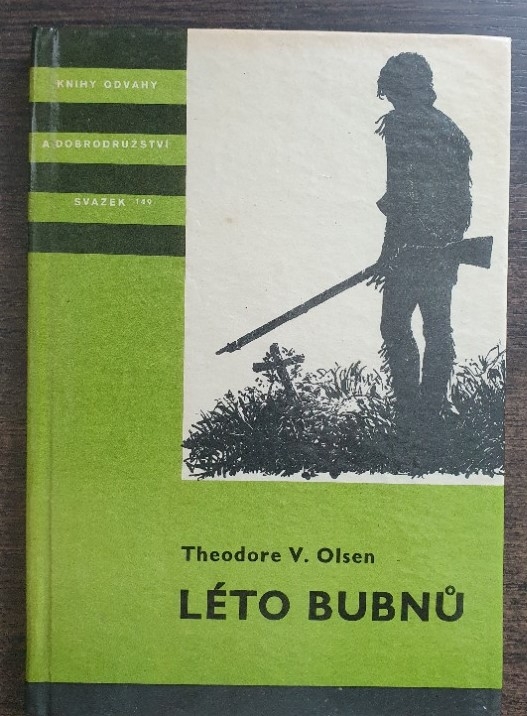 KNIHY ODVAHY
A DOBRODRUŽSTVÍ
SVAZEK 149
Theodore V. Olsen
LÉTO BUBNŮ